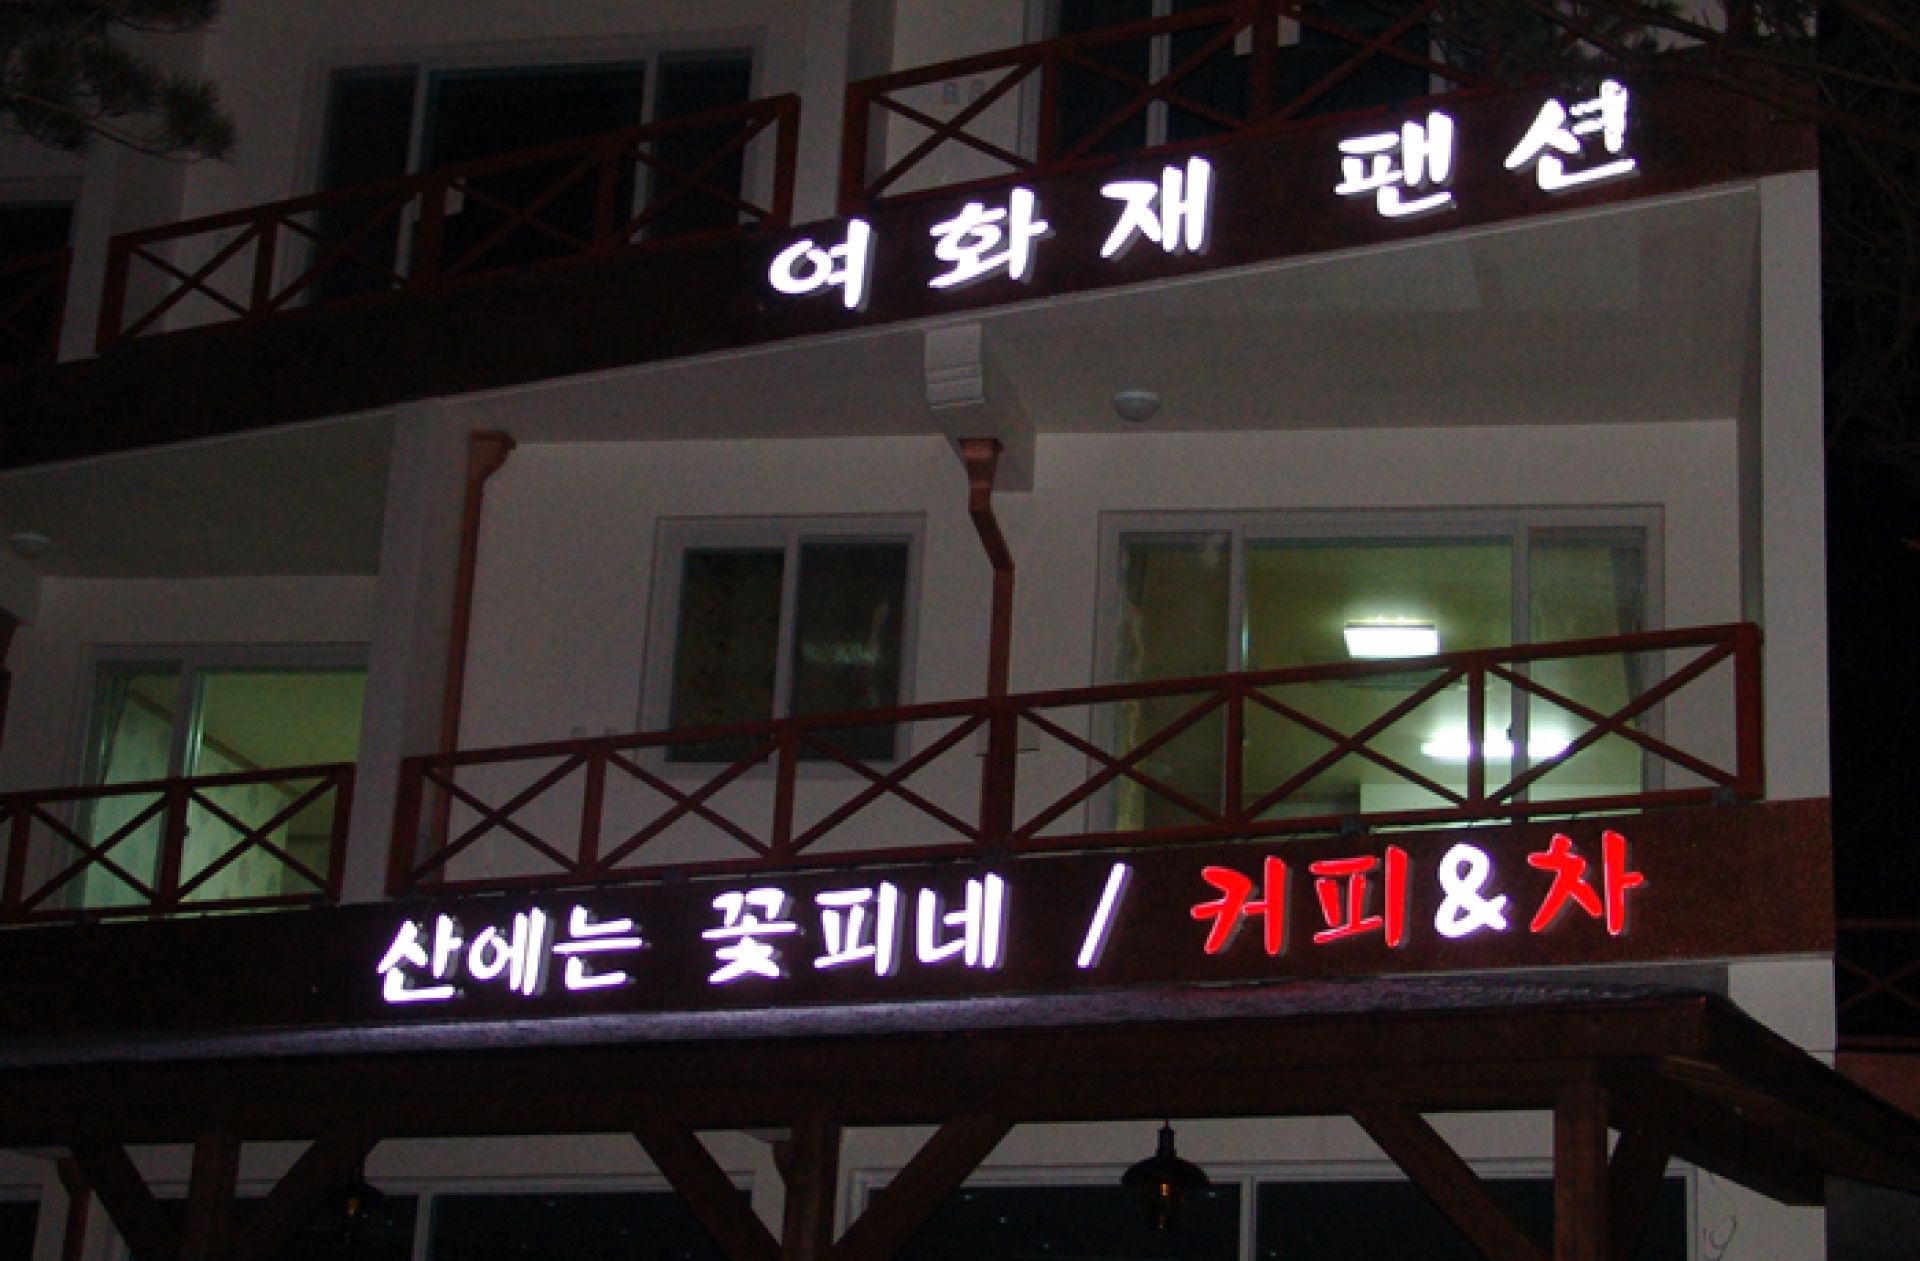 여화재 팬션
산에는 꽃피네 / 커피&차